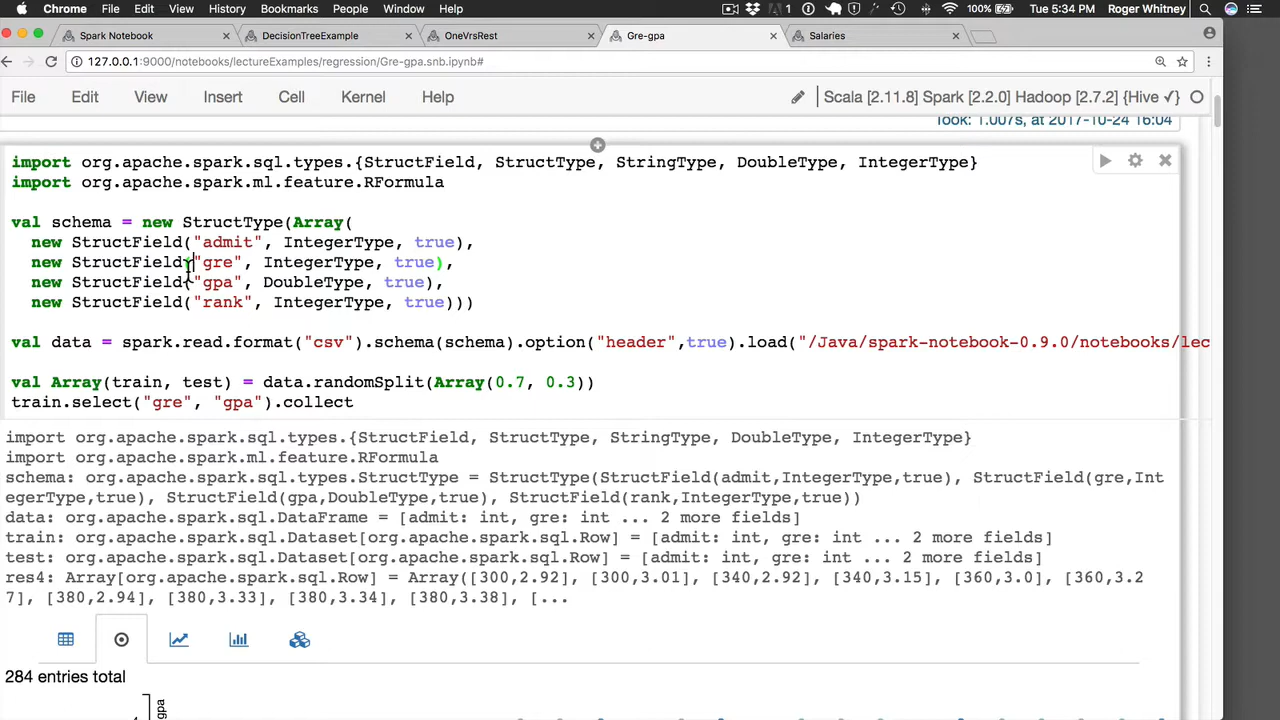 Chrome File Edit View History Bookmarks People Window Help 1 100% Tue 5:34 PM Roger Whitney
Spark Notebook × DecisionTreeExample × OneVrsRest × Gre-gpa × Salaries ×
127.0.0.1:9000/notebooks/lectureExamples/regression/Gre-gpa.snb.ipynb#
File Edit View Insert Cell Kernel Help Scala [2.11.8] Spark [2.2.0] Hadoop [2.7.2] {Hive ✓}
Took: 1.007s, at 2017-10-24 16:04
import org.apache.spark.sql.types.{StructField, StructType, StringType, DoubleType, IntegerType}
import org.apache.spark.ml.feature.RFormula
val schema = new StructType(Array(
new StructField("admit", IntegerType, true),
new StructField("gre", IntegerType, true),
new StructField("gpa", DoubleType, true),
new StructField("rank", IntegerType, true)))
val data = spark.read.format("csv").schema(schema).option("header",true).load("/Java/spark-notebook-0.9.0/notebooks/lec
val Array(train, test) = data.randomSplit(Array(0.7, 0.3))
train.select("gre", "gpa").collect
import org.apache.spark.sql.types.{StructField, StructType, StringType, DoubleType, IntegerType}
import org.apache.spark.ml.feature.RFormula
schema: org.apache.spark.sql.types.StructType = StructType(StructField(admit,IntegerType,true), StructField(gre,Int
egerType,true), StructField(gpa,DoubleType,true), StructField(rank,IntegerType,true))
data: org.apache.spark.sql.DataFrame = [admit: int, gre: int ... 2 more fields]
train: org.apache.spark.sql.Dataset[org.apache.spark.sql.Row] = [admit: int, gre: int ... 2 more fields]
test: org.apache.spark.sql.Dataset[org.apache.spark.sql.Row] = [admit: int, gre: int ... 2 more fields]
res4: Array[org.apache.spark.sql.Row] = Array([300,2.92], [300,3.01], [340,2.92], [340,3.15], [360,3.0], [360,3.2
7], [380,2.94], [380,3.33], [380,3.34], [380,3.38], [...
284 entries total
gpa